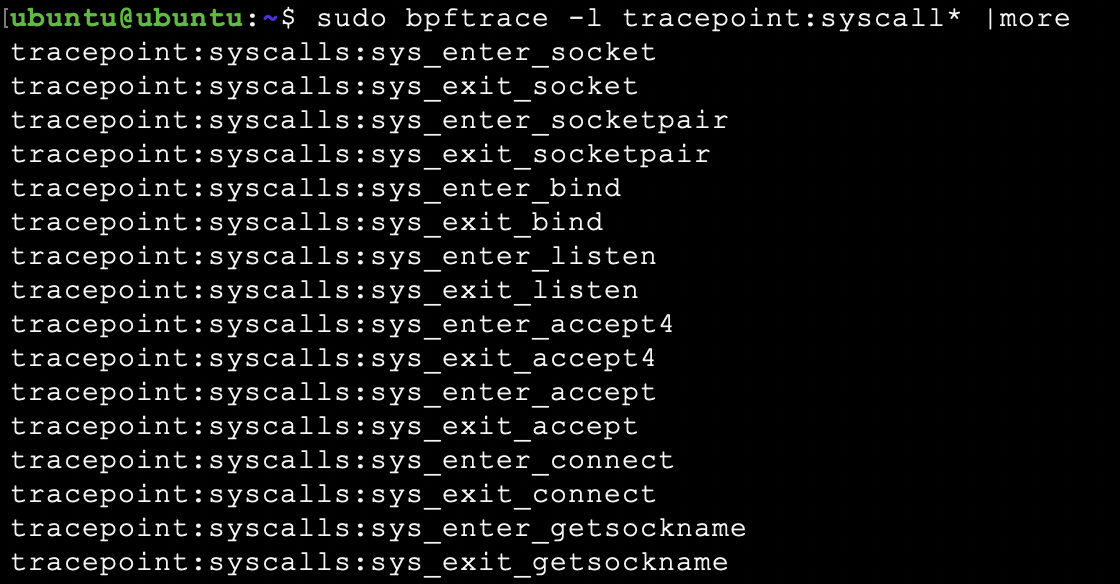 [ubuntu@ubuntu:~$ sudo bpftrace -l tracepoint:syscall* |more
tracepoint:syscalls:sys_enter_socket
tracepoint:syscalls:sys_exit_socket
tracepoint:syscalls:sys_enter_socketpair
tracepoint:syscalls:sys_exit_socketpair
tracepoint:syscalls:sys_enter_bind
tracepoint:syscalls:sys_exit_bind
tracepoint:syscalls:sys_enter_listen
tracepoint:syscalls:sys_exit_listen
tracepoint:syscalls:sys_enter_accept4
tracepoint:syscalls:sys_exit_accept4
tracepoint:syscalls:sys_enter_accept
tracepoint:syscalls:sys_exit_accept
tracepoint:syscalls:sys_enter_connect
tracepoint:syscalls:sys_exit_connect
tracepoint:syscalls:sys_enter_getsockname
tracepoint:syscalls:sys_exit_getsockname